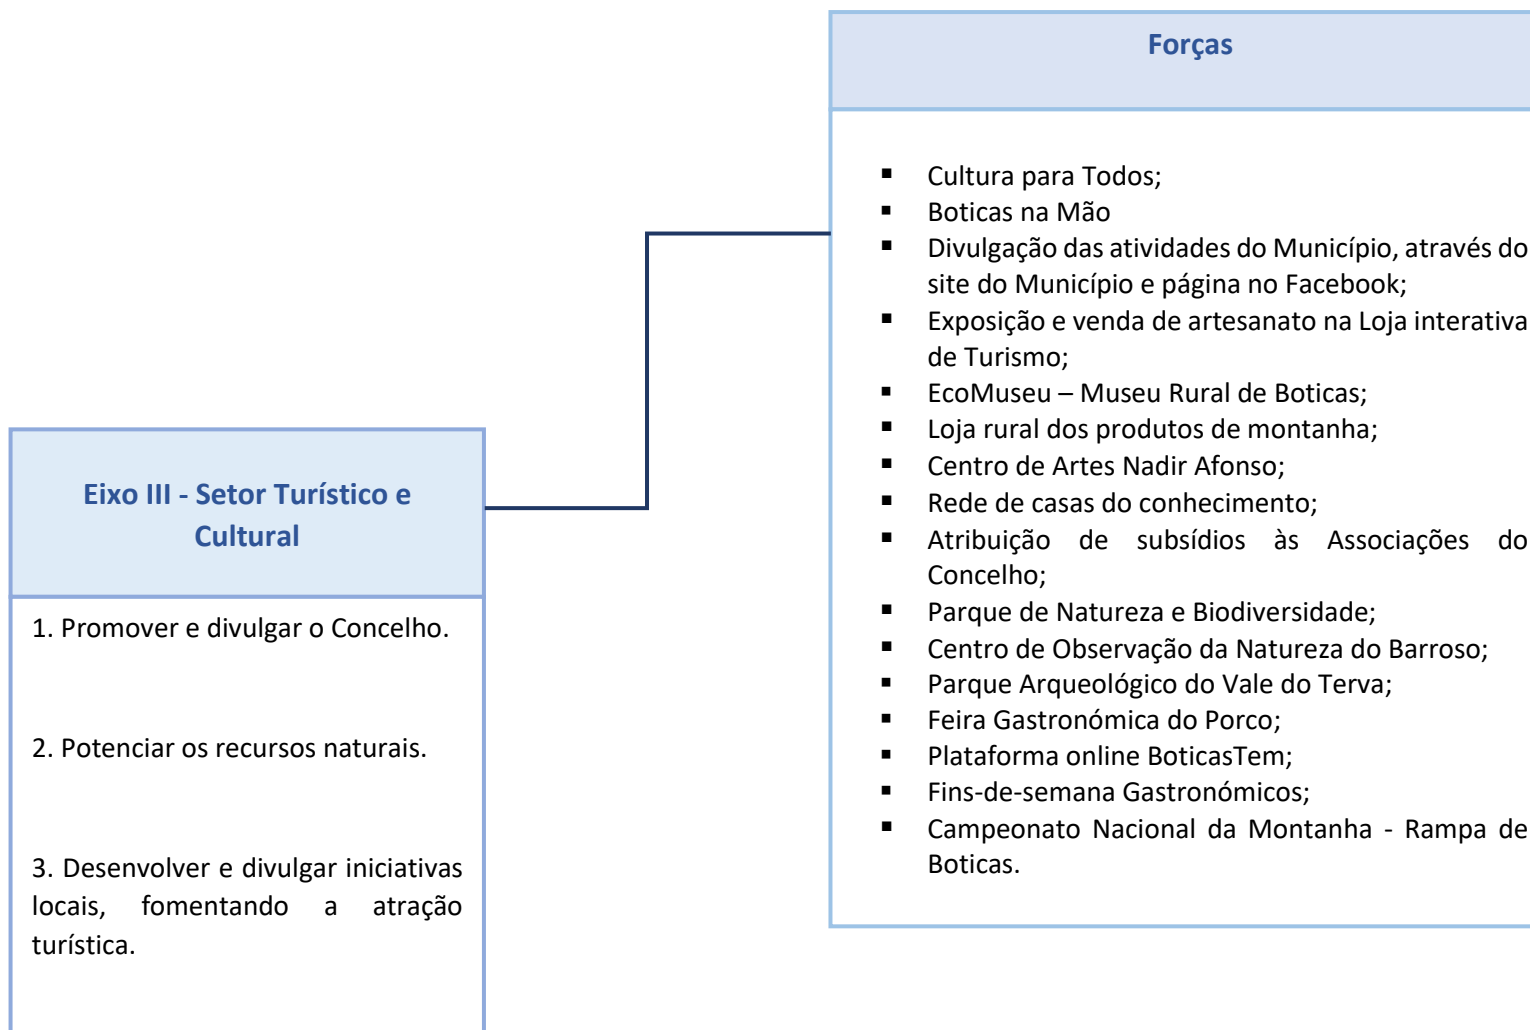 Forças
▪ Cultura para Todos;
▪ Boticas na Mão
▪ Divulgação das atividades do Município, através do
site do Município e página no Facebook;
▪ Exposição e venda de artesanato na Loja interativa
de Turismo;
▪ EcoMuseu – Museu Rural de Boticas;
▪ Loja rural dos produtos de montanha;
▪ Centro de Artes Nadir Afonso;
▪ Rede de casas do conhecimento;
▪ Atribuição de subsídios às Associações do
Concelho;
▪ Parque de Natureza e Biodiversidade;
▪ Centro de Observação da Natureza do Barroso;
▪ Parque Arqueológico do Vale do Terva;
▪ Feira Gastronómica do Porco;
▪ Plataforma online BoticasTem;
▪ Fins-de-semana Gastronómicos;
▪ Campeonato Nacional da Montanha - Rampa de
Boticas.
Eixo III - Setor Turístico e
Cultural
1. Promover e divulgar o Concelho.
2. Potenciar os recursos naturais.
3. Desenvolver e divulgar iniciativas
locais, fomentando a atração
turística.